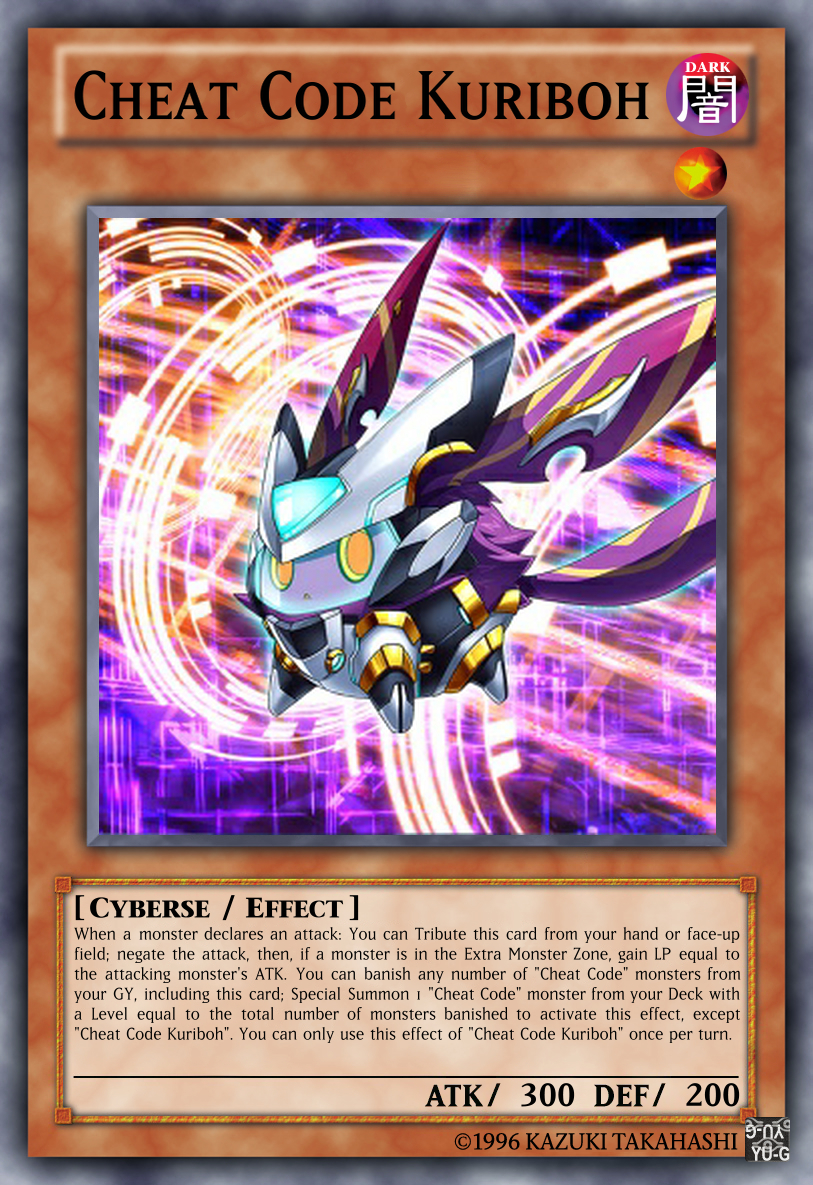 Cheat Code Kuriboh
DARK
闇
[ Cyberse / Effect ]
When a monster declares an attack: You can Tribute this card from your hand or face-up
field; negate the attack, then, if a monster is in the Extra Monster Zone, gain LP equal to
the attacking monster's ATK. You can banish any number of "Cheat Code" monsters from
your GY, including this card; Special Summon 1 "Cheat Code" monster from your Deck with
a Level equal to the total number of monsters banished to activate this effect, except
"Cheat Code Kuriboh". You can only use this effect of "Cheat Code Kuriboh" once per turn.
ATK/ 300 DEF/ 200
©1996 KAZUKI TAKAHASHI
YU-G
YU-G